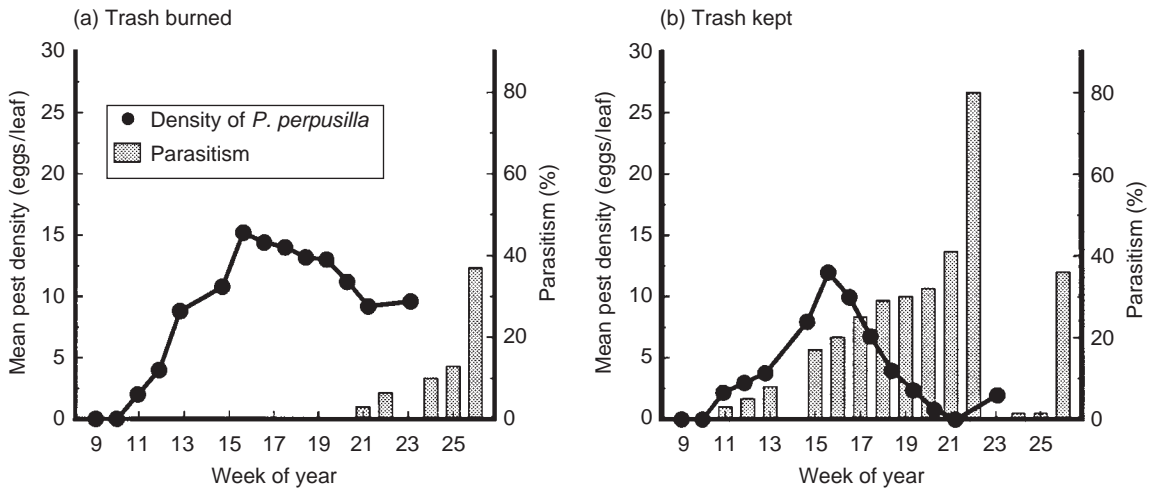 (a) Trash burned
30
25
20
15
10
5
0
Mean pest density (eggs/leaf)
Density of P. perpusilla
Parasitism
80
60
40
20
0
Parasitism (%)
9 11 13 15 17 19 21 23 25
Week of year
(b) Trash kept
30
25
20
15
10
5
0
Mean pest density (eggs/leaf)
80
60
40
20
0
Parasitism (%)
9 11 13 15 17 19 21 23 25
Week of year